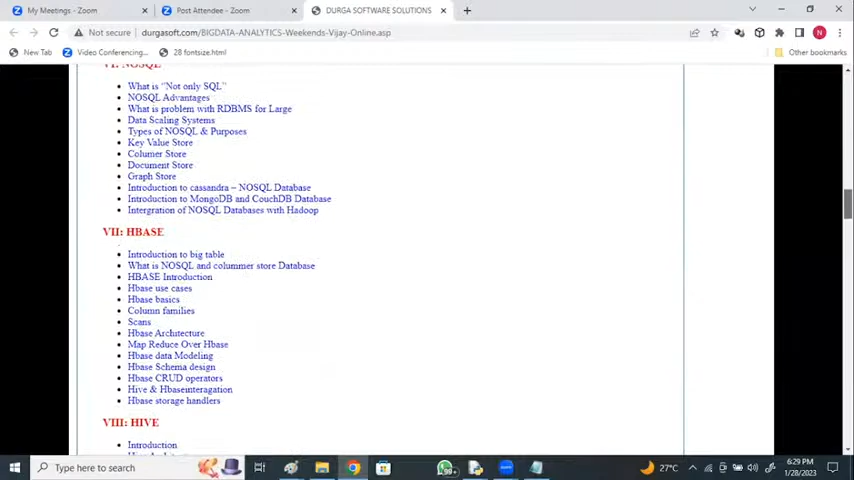 My Meetings - Zoom
Post Attendee - Zoom
DURGA SOFTWARE SOLUTIONS
Not secure
durgasoft.com/BIGDATA-ANALYTICS-Weekends-Vijay-Online.asp
N
New Tab
Video Conferencing,...
28 fontsize.html
Other bookmarks
VI: NOSQL
What is "Not only SQL"
NOSQL Advantages
What is problem with RDBMS for Large
Data Scaling Systems
Types of NOSQL & Purposes
Key Value Store
Columer Store
Document Store
Graph Store
Introduction to cassandra – NOSQL Database
Introduction to MongoDB and CouchDB Database
Intergration of NOSQL Databases with Hadoop
VII: HBASE
Introduction to big table
What is NOSQL and colummer store Database
HBASE Introduction
Hbase use cases
Hbase basics
Column families
Scans
Hbase Architecture
Map Reduce Over Hbase
Hbase data Modeling
Hbase Schema design
Hbase CRUD operators
Hive & Hbaseinteragation
Hbase storage handlers
VIII: HIVE
Introduction
Type here to search
99+
27°C
6:29 PM
1/28/2023